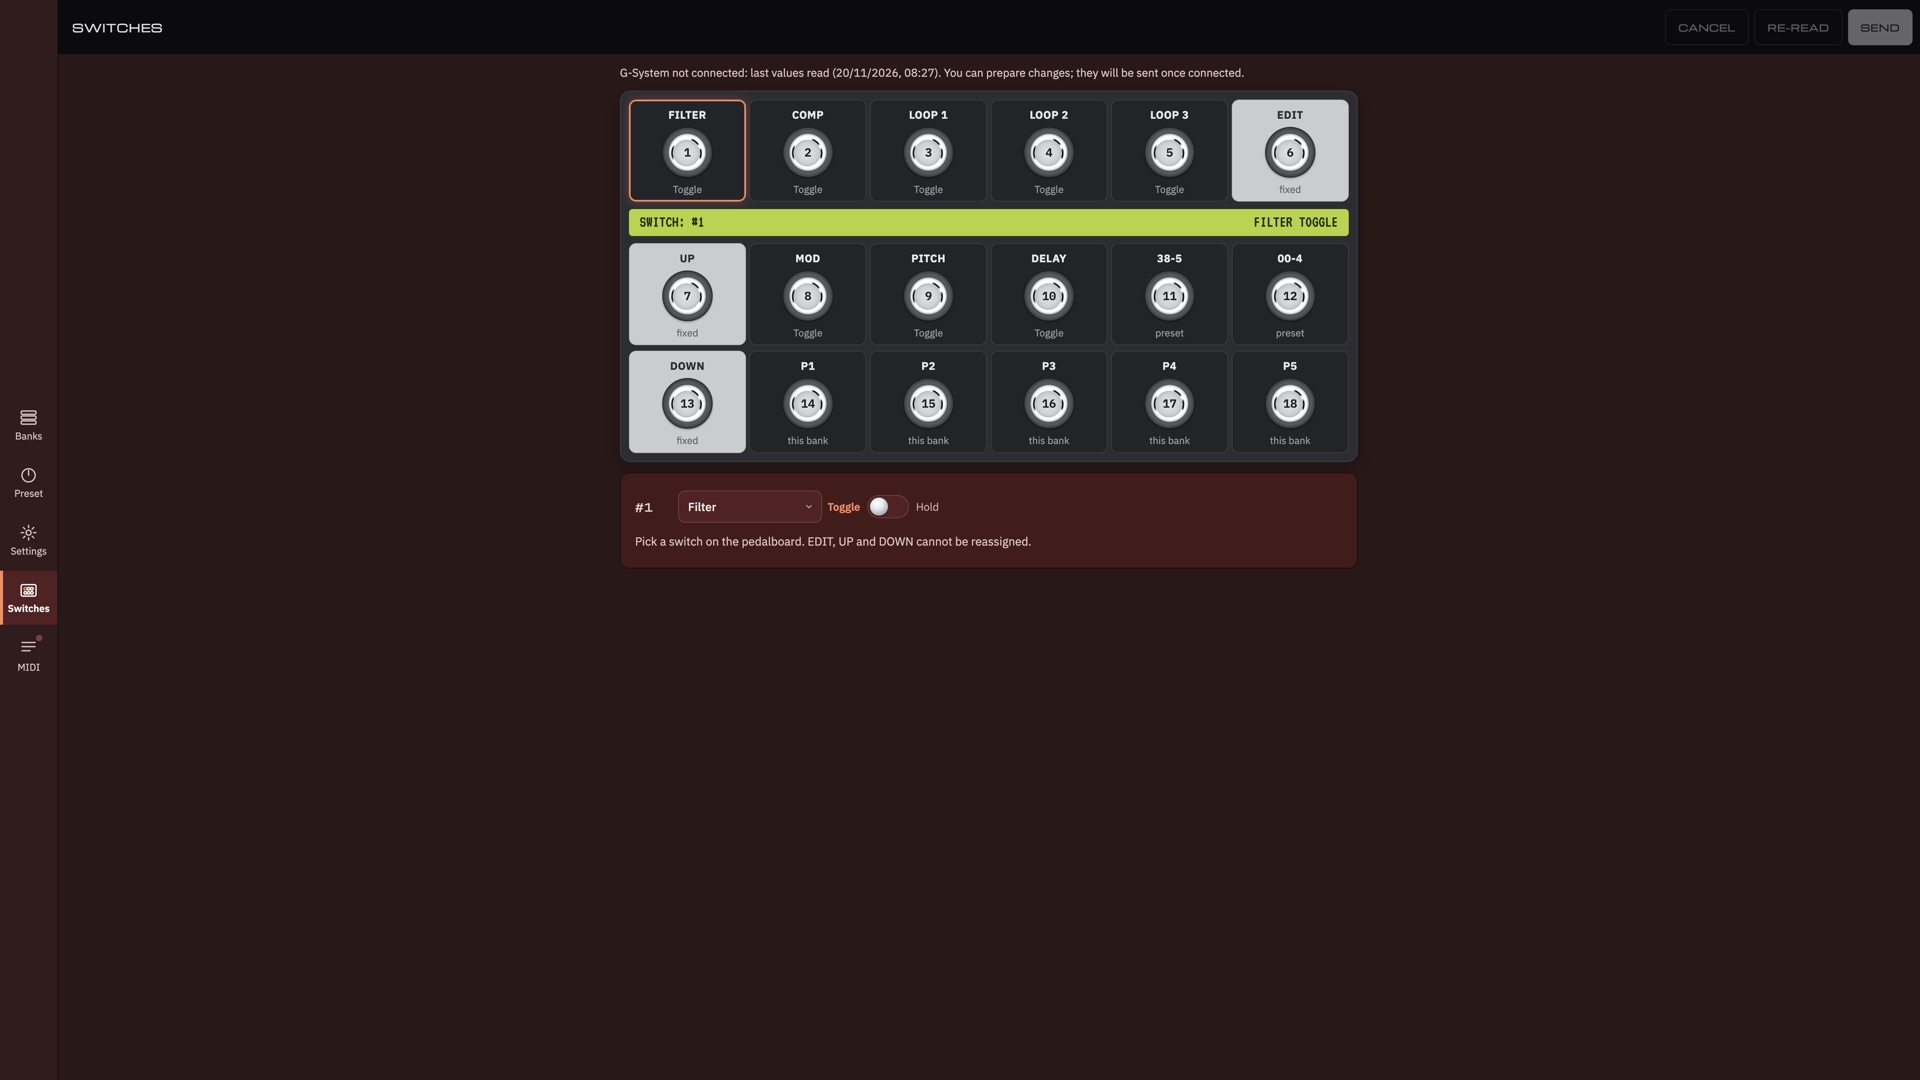 SWITCHES
CANCEL RE-READ SEND
G-System not connected: last values read (20/11/2026, 08:27). You can prepare changes; they will be sent once connected.
FILTER COMP LOOP 1 LOOP 2 LOOP 3 EDIT
1 2 3 4 5 6
Toggle Toggle Toggle Toggle Toggle fixed
SWITCH: #1 FILTER TOGGLE
UP MOD PITCH DELAY 38-5 00-4
7 8 9 10 11 12
fixed Toggle Toggle Toggle preset preset
DOWN P1 P2 P3 P4 P5
13 14 15 16 17 18
fixed this bank this bank this bank this bank this bank
#1 Filter Toggle Hold
Pick a switch on the pedalboard. EDIT, UP and DOWN cannot be reassigned.
Banks
Preset
Settings
Switches
MIDI